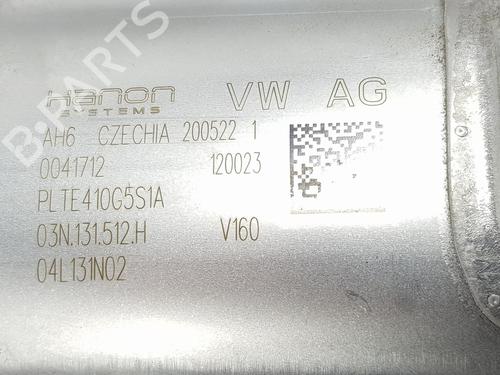 Hanon VW AG
SYSTEMS
AH6 CZECHIA 200522 1
0041712 120023
PLTE410G5S1A
03N.131.512.H V160
04L131N02
B-PARTS